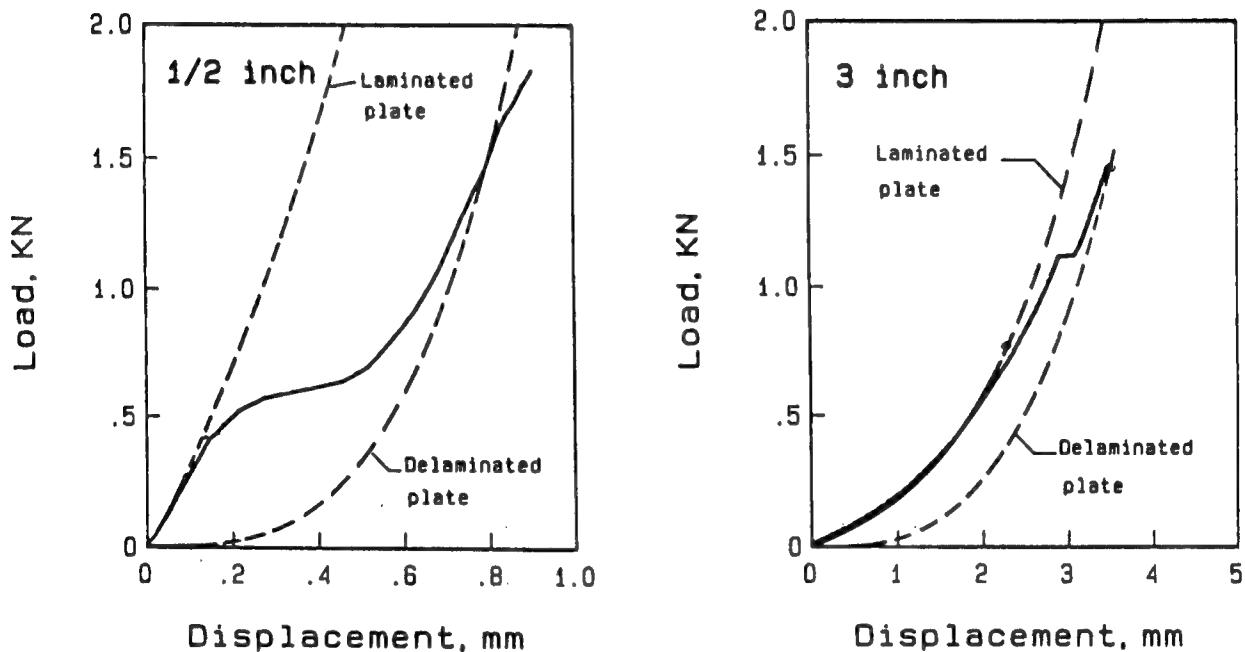 2.0
1/2 inch
Laminated
plate
1.5
Load, KN
1.0
.5
Delaminated
plate
0
0 .2 .4 .6 .8 1.0
Displacement, mm
2.0
3 inch
1.5
Laminated
plate
Load, KN
1.0
.5
Delaminated
plate
0
0 1 2 3 4 5
Displacement, mm